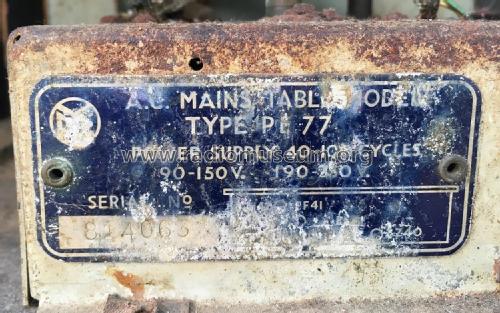 A.C. MAINS TABLE MODEL
TYPE PE 77
POWER SUPPLY 40-100 CYCLES
www.radiomuseum.org
90-150V. 190-250V.
SERIAL No